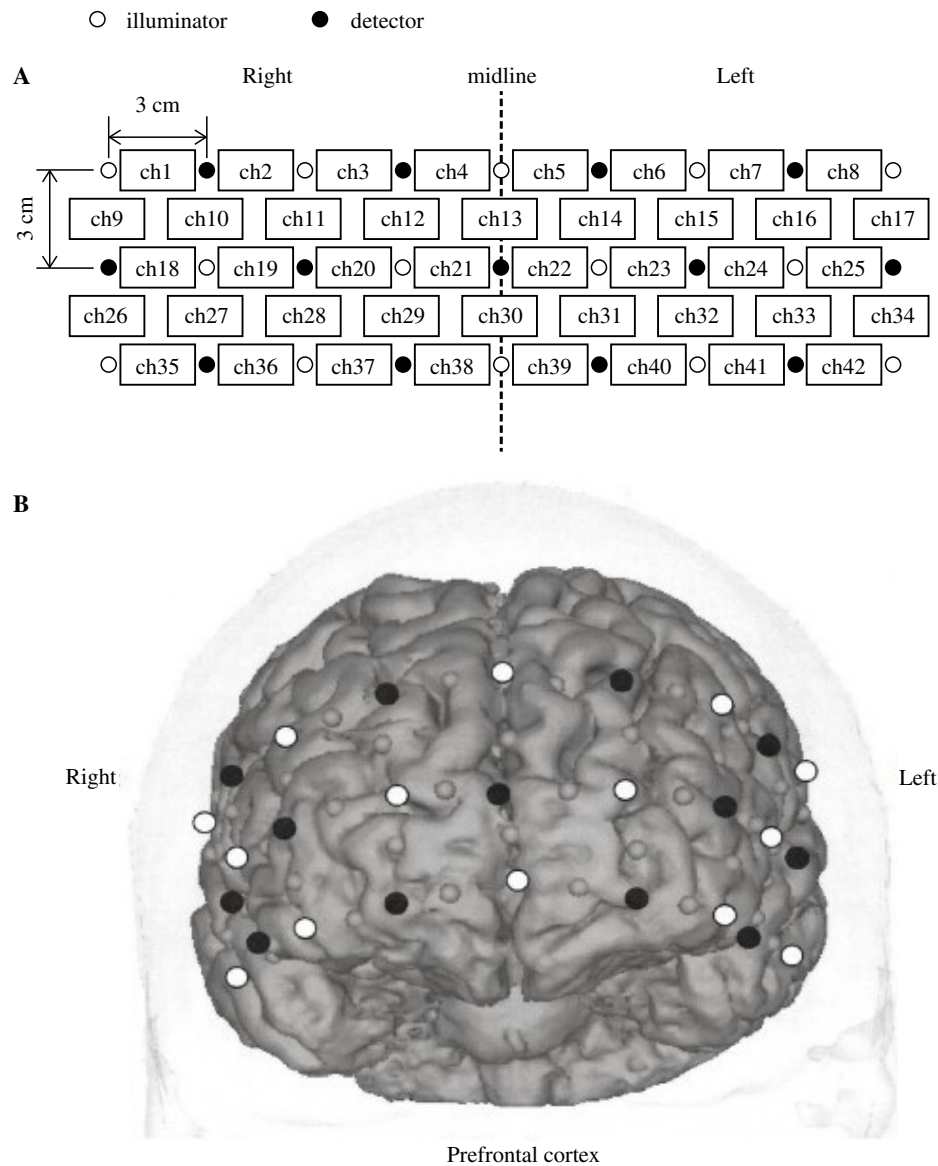 illuminator detector
A Right midline Left
3 cm
ch1 ch2 ch3 ch4 ch5 ch6 ch7 ch8
3 cm
ch9 ch10 ch11 ch12 ch13 ch14 ch15 ch16 ch17
ch18 ch19 ch20 ch21 ch22 ch23 ch24 ch25
ch26 ch27 ch28 ch29 ch30 ch31 ch32 ch33 ch34
ch35 ch36 ch37 ch38 ch39 ch40 ch41 ch42
B
Right Left
Prefrontal cortex